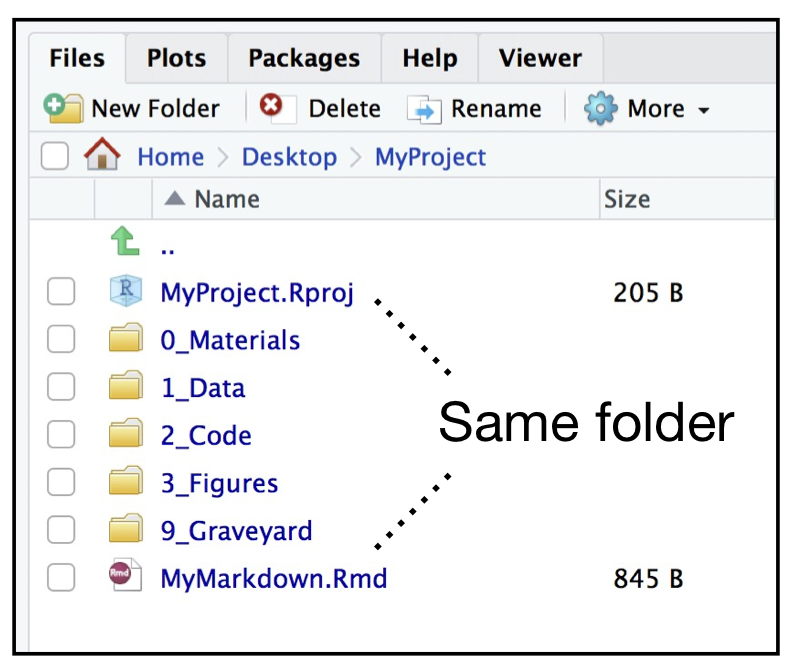 Files Plots Packages Help Viewer
New Folder Delete Rename More
Home Desktop MyProject
Name Size
..
MyProject.Rproj 205 B
0_Materials
1_Data
2_Code
Same folder
3_Figures
9_Graveyard
Rmd MyMarkdown.Rmd 845 B